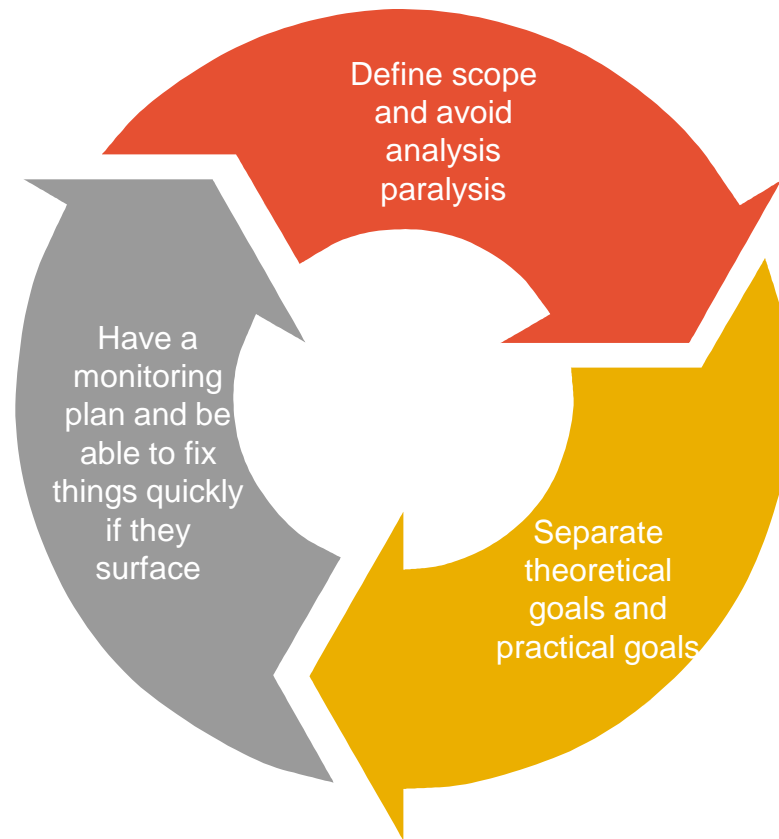 Define scope
and avoid
analysis
paralysis
Separate
theoretical
goals and
practical goals
Have a
monitoring
plan and be
able to fix
things quickly
if they
surface